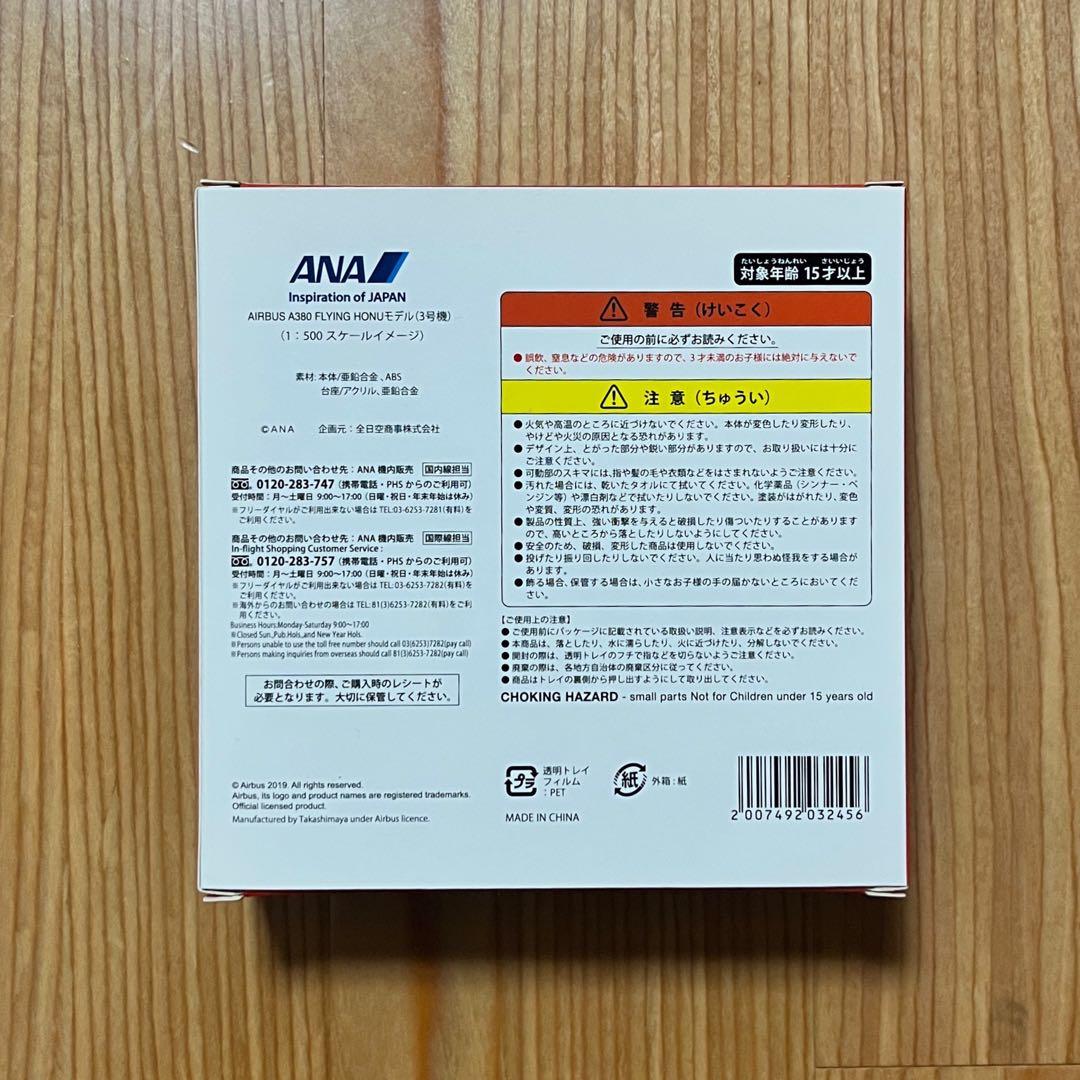 ANA
Inspiration of JAPAN
AIRBUS A380 FLYING HONUモデル(3号機)
(1:500 スケールイメージ)
素材: 本体/亜鉛合金、ABS
台座/アクリル、亜鉛合金
©ANA 企画元:全日空商事株式会社
商品その他のお問い合わせ先:ANA 機内販売 国内線担当
0120-283-747 (携帯電話・PHS からのご利用可)
受付時間:月〜土曜日 9:00〜17:00 (日曜・祝日・年末年始は休み)
※フリーダイヤルがご利用出来ない場合は TEL:03-6253-7281(有料)を
ご利用ください。
商品その他のお問い合わせ先:ANA 機内販売 国際線担当
In-flight Shopping Customer Service :
0120-283-757 (携帯電話・PHS からのご利用可)
受付時間:月〜土曜日 9:00〜17:00 (日曜・祝日・年末年始は休み)
※フリーダイヤルがご利用出来ない場合は TEL:03-6253-7282(有料)を
ご利用ください。
※海外からのお問い合わせの場合は TEL:81(3)6253-7282(有料)をご利
用ください。
Business Hours:Monday-Saturday 9:00〜17:00
※Closed Sun.,Pub.Hols.,and New Year Hols.
※Persons unable to use the toll free number should call 03(6253)7282(pay call)
※Persons making inquiries from overseas should call 81(3)6253-7282(pay call)
お問い合わせの際、ご購入時のレシートが
必要となります。大切に保管してください。
© Airbus 2019. All rights reserved.
Airbus, its logo and product names are registered trademarks.
Official licensed product.
Manufactured by Takashimaya under Airbus licence.
たいしょうねんれい さいいじょう
対象年齢 15才以上
警 告 (けいこく)
ご使用の前に必ずお読みください。
●誤飲、窒息などの危険がありますので、3才未満のお子様には絶対に与えないで
ください。
注 意 (ちゅうい)
●火気や高温のところに近づけないでください。本体が変色したり変形したり、
やけどや火災の原因となる恐れがあります。
●デザイン上、とがった部分や鋭い部分がありますので、お取り扱いには十分に
ご注意ください。
●可動部のスキマには、指や髪の毛や衣類などをはさまれないようご注意ください。
●汚れた場合には、乾いたタオルにて拭いてください。化学薬品(シンナー・ベ
ンジン等)や漂白剤などで拭いたりしないでください。塗装がはがれたり、変色
や変質、変形の恐れがあります。
●製品の性質上、強い衝撃を与えると破損したり傷ついたりすることがあります
ので、高いところから落としたりしないようにしてください。
●安全のため、破損、変形した商品は使用しないでください。
●投げたり振り回したりしないでください。人に当たり思わぬ怪我をする場合が
あります。
●飾る場合、保管する場合は、小さなお子様の手の届かないところにおいてくだ
さい。
【ご使用上の注意】
●ご使用前にパッケージに記載されている取扱い説明、注意表示などを必ずお読みください。
●本商品は、落としたり、水に濡らしたり、火に近づけたり、分解しないでください。
●開封の際は、透明トレイのフチで指などを切らないようご注意ください。
●廃棄の際は、各地方自治体の廃棄区分に従ってください。
●商品はトレイの裏側から押し出すようにして取り出してください。
CHOKING HAZARD - small parts Not for Children under 15 years old
プラ 透明トレイ
フィルム
:PET
紙 外箱:紙
MADE IN CHINA
2 007492 032456